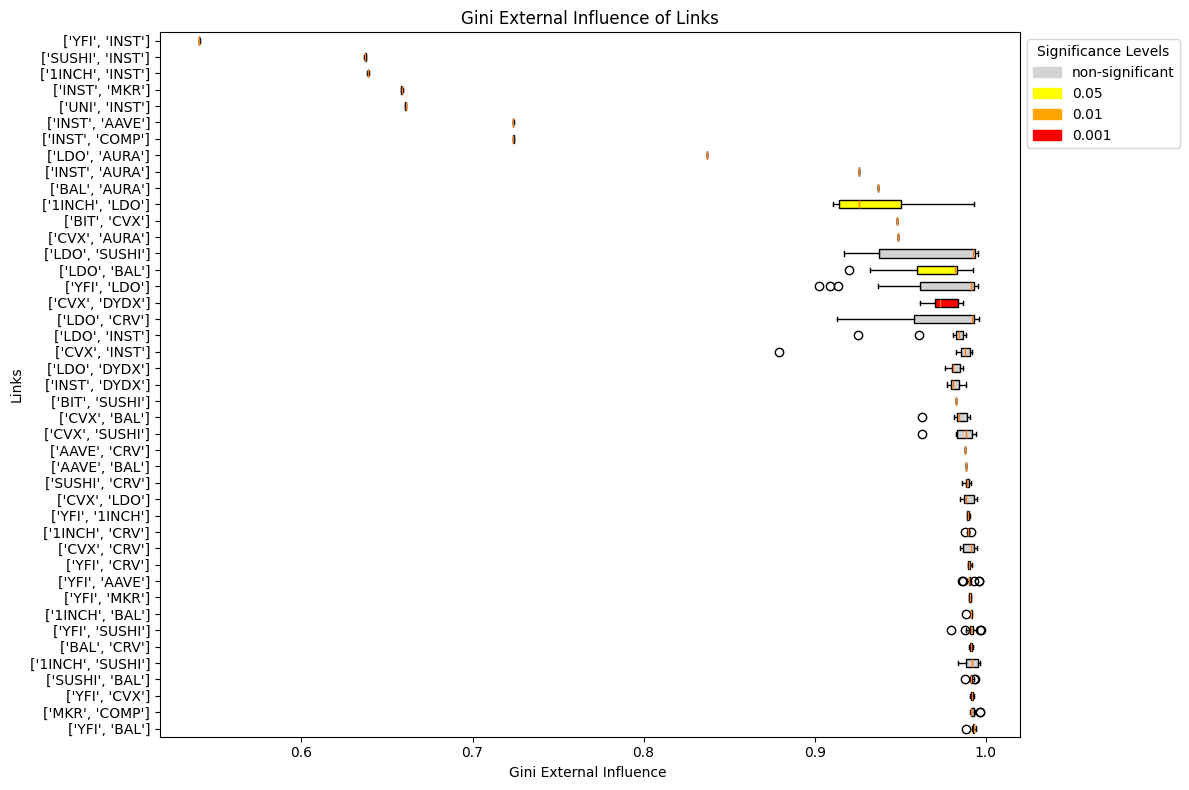 Gini External Influence of Links
['YFI', 'INST']
['SUSHI', 'INST']
['1INCH', 'INST']
['INST', 'MKR']
['UNI', 'INST']
['INST', 'AAVE']
['INST', 'COMP']
['LDO', 'AURA']
['INST', 'AURA']
['BAL', 'AURA']
['1INCH', 'LDO']
['BIT', 'CVX']
['CVX', 'AURA']
['LDO', 'SUSHI']
['LDO', 'BAL']
['YFI', 'LDO']
['CVX', 'DYDX']
['LDO', 'CRV']
['LDO', 'INST']
['CVX', 'INST']
['LDO', 'DYDX']
['INST', 'DYDX']
['BIT', 'SUSHI']
['CVX', 'BAL']
['CVX', 'SUSHI']
['AAVE', 'CRV']
['AAVE', 'BAL']
['SUSHI', 'CRV']
['CVX', 'LDO']
['YFI', '1INCH']
['1INCH', 'CRV']
['CVX', 'CRV']
['YFI', 'CRV']
['YFI', 'AAVE']
['YFI', 'MKR']
['1INCH', 'BAL']
['YFI', 'SUSHI']
['BAL', 'CRV']
['1INCH', 'SUSHI']
['SUSHI', 'BAL']
['YFI', 'CVX']
['MKR', 'COMP']
['YFI', 'BAL']
Links
0.6 0.7 0.8 0.9 1.0
Gini External Influence
Significance Levels
non-significant
0.05
0.01
0.001